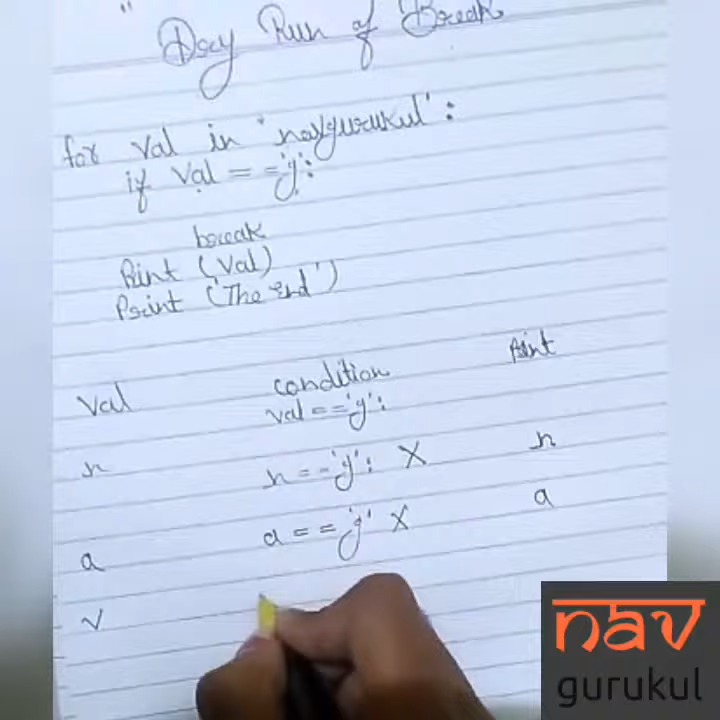 " Dry Run of Break
for val in 'navgurukul':
if val == 'g':
break
Print (val)
Print ('The End')
Val condition Print
val == 'g':
n n == 'g': X n
a a == 'g' X a
v
nav
gurukul